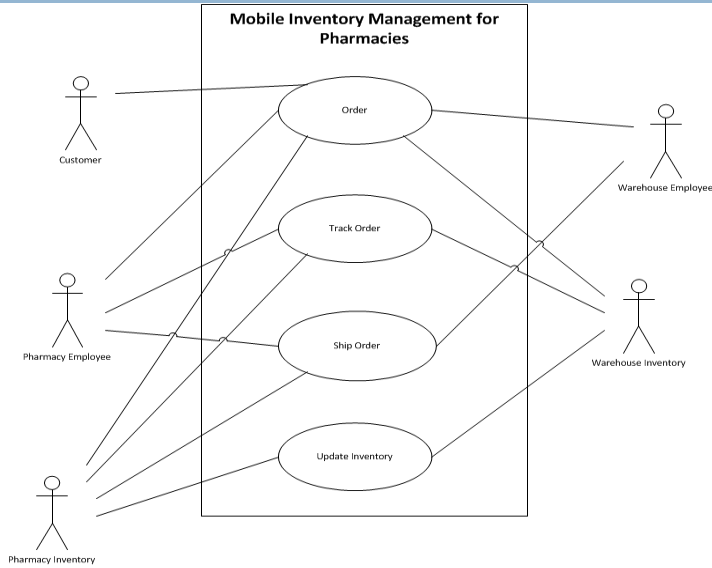 Mobile Inventory Management for
Pharmacies
Order
Customer
Warehouse Employee
Track Order
Pharmacy Employee
Ship Order
Warehouse Inventory
Update Inventory
Pharmacy Inventory